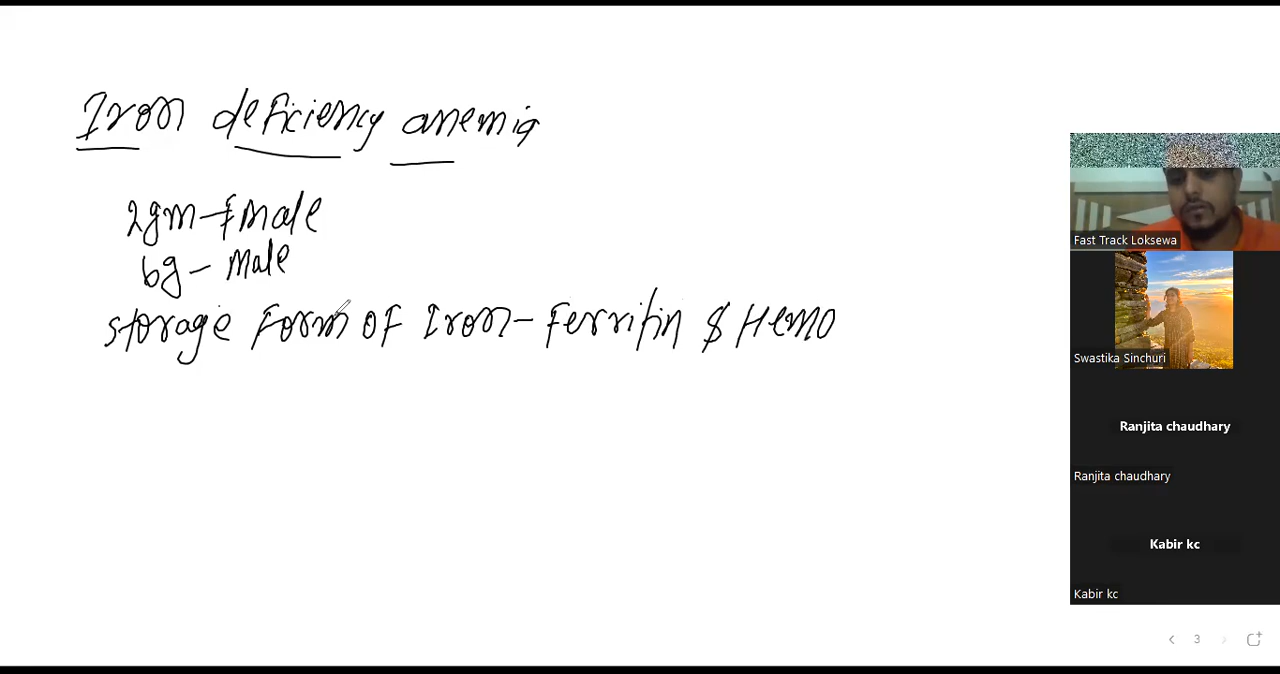 Iron deficiency anemia
2gm - Fmale
6g - Male
storage Form OF Iron - Ferritin & Hemo
Fast Track Loksewa
Swastika Sinchuri
Ranjita chaudhary
Ranjita chaudhary
Kabir kc
Kabir kc
3